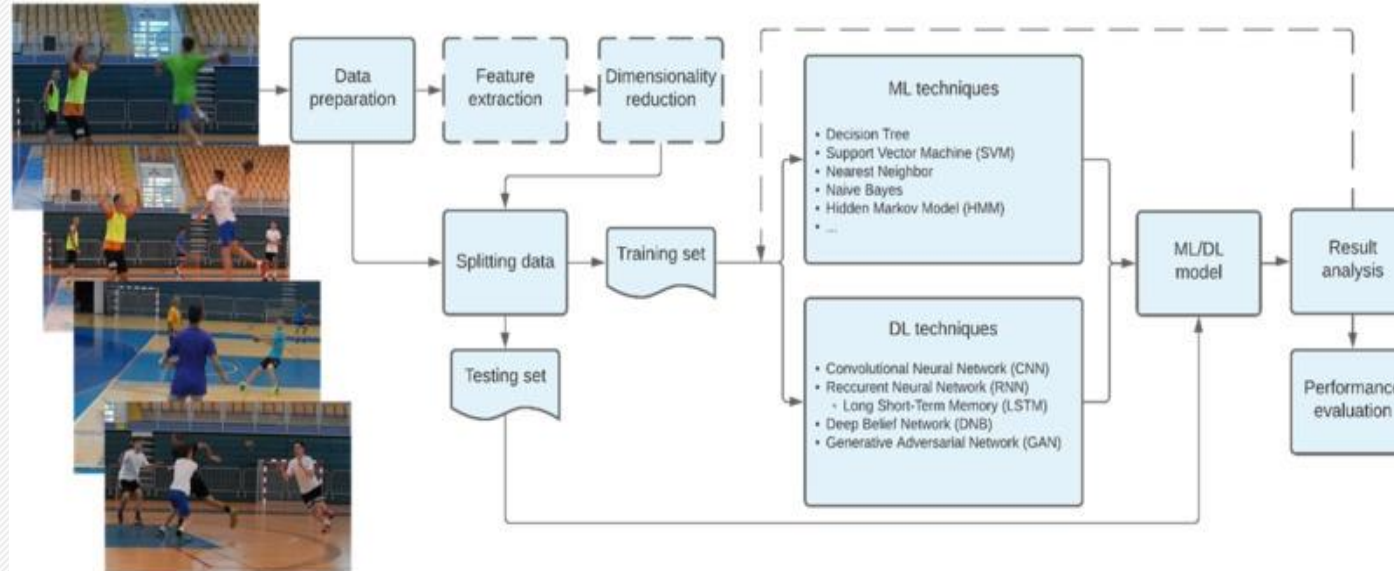 Data
preparation
Feature
extraction
Dimensionality
reduction
Splitting data
Training set
Testing set
ML techniques
• Decision Tree
• Support Vector Machine (SVM)
• Nearest Neighbor
• Naive Bayes
• Hidden Markov Model (HMM)
• ...
DL techniques
• Convolutional Neural Network (CNN)
• Reccurent Neural Network (RNN)
◦ Long Short-Term Memory (LSTM)
• Deep Belief Network (DNB)
• Generative Adversarial Network (GAN)
ML/DL
model
Result
analysis
Performance
evaluation